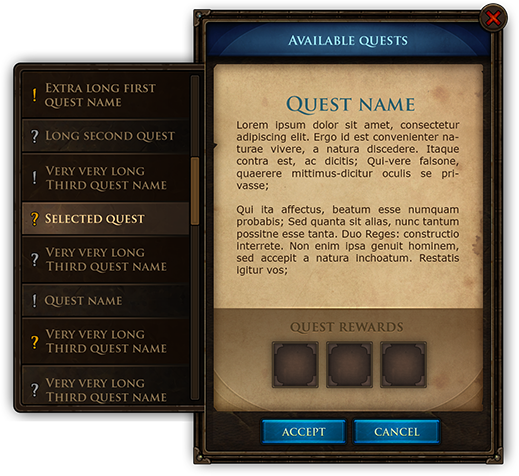 AVAILABLE QUESTS
! EXTRA LONG FIRST
QUEST NAME
? LONG SECOND QUEST
! VERY VERY LONG
THIRD QUEST NAME
? SELECTED QUEST
? VERY VERY LONG
THIRD QUEST NAME
! QUEST NAME
? VERY VERY LONG
THIRD QUEST NAME
? VERY VERY LONG
THIRD QUEST NAME
QUEST NAME
Lorem ipsum dolor sit amet, consectetur
adipiscing elit. Ergo id est convenienter na-
turae vivere, a natura discedere. Itaque
contra est, ac dicitis; Qui-vere falsone,
quaerere mittimus-dicitur oculis se pri-
vasse;
Qui ita affectus, beatum esse numquam
probabis; Sed quanta sit alias, nunc tantum
possitne esse tanta. Duo Reges: constructio
interrete. Non enim ipsa genuit hominem,
sed accepit a natura inchoatum. Restatis
igitur vos;
QUEST REWARDS
ACCEPT
CANCEL